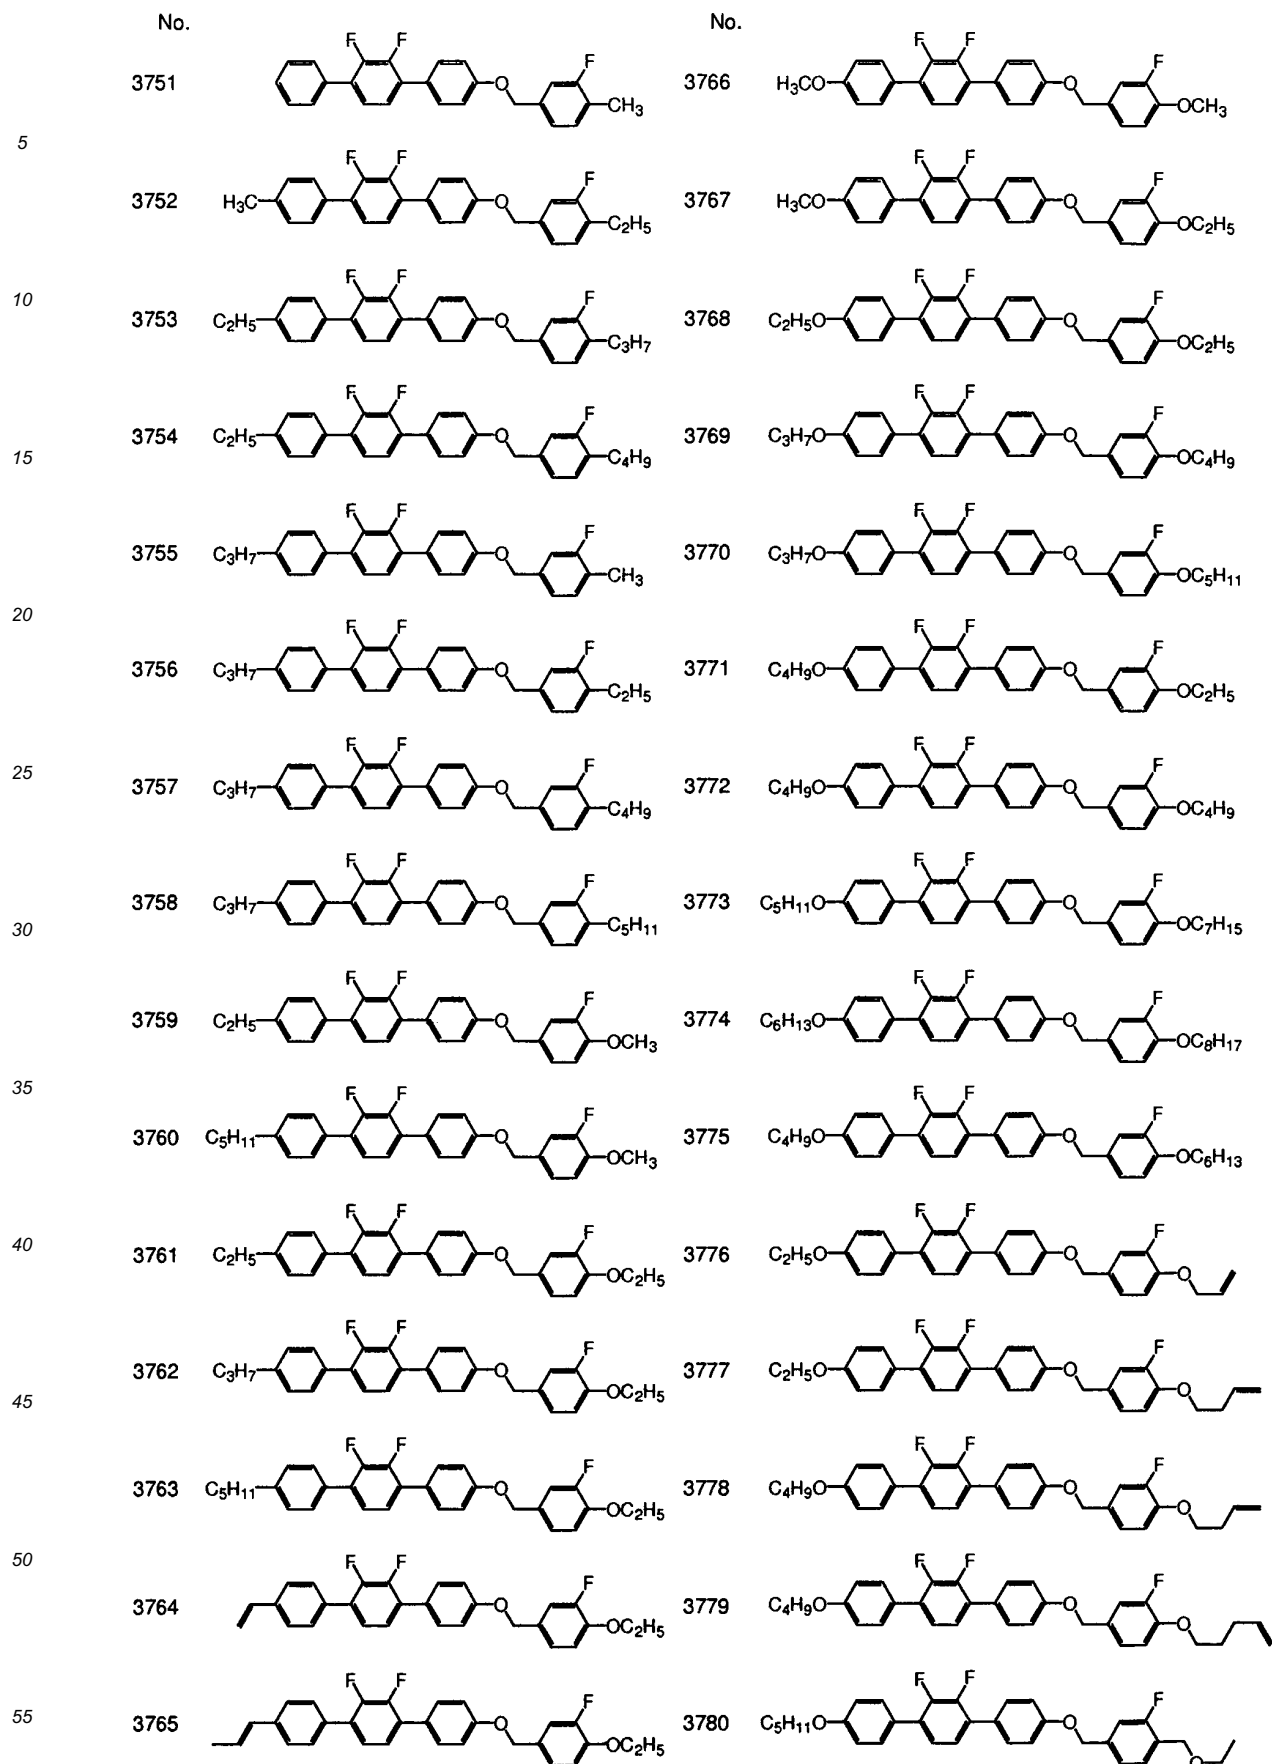 No.
3751 F F O F CH3
5
3752 H3C F F O F C2H5
10
3753 C2H5 F F O F C3H7
3754 C2H5 F F O F C4H9
15
3755 C3H7 F F O F CH3
20
3756 C3H7 F F O F C2H5
25
3757 C3H7 F F O F C4H9
3758 C3H7 F F O F C5H11
30
3759 C2H5 F F O F OCH3
35
3760 C5H11 F F O F OCH3
40
3761 C2H5 F F O F OC2H5
3762 C3H7 F F O F OC2H5
45
3763 C5H11 F F O F OC2H5
50
3764 F F O F OC2H5
55
3765 F F O F OC2H5
No.
3766 H3CO F F O F OCH3
3767 H3CO F F O F OC2H5
3768 C2H5O F F O F OC2H5
3769 C3H7O F F O F OC4H9
3770 C3H7O F F O F OC5H11
3771 C4H9O F F O F OC2H5
3772 C4H9O F F O F OC4H9
3773 C5H11O F F O F OC7H15
3774 C6H13O F F O F OC8H17
3775 C4H9O F F O F OC6H13
3776 C2H5O F F O F O
3777 C2H5O F F O F O
3778 C4H9O F F O F O
3779 C4H9O F F O F O
3780 C5H11O F F O F O